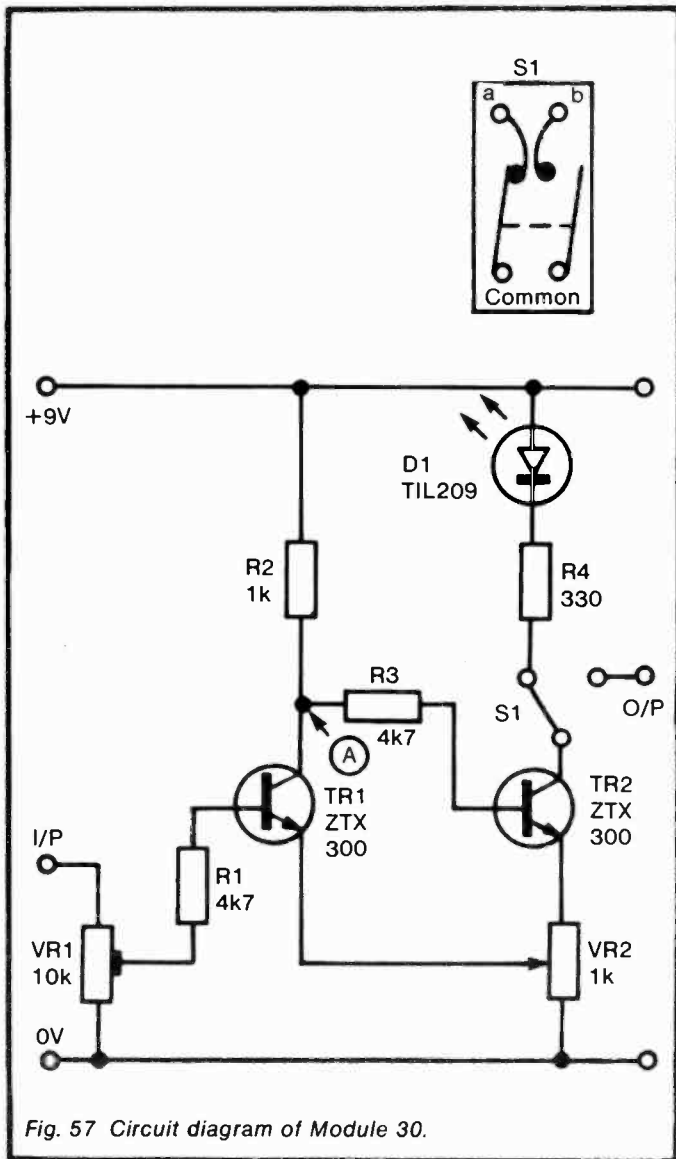 S1
a b
Common
+9V
D1
TIL209
R2
1k
R4
330
R3
4k7
S1
O/P
A
TR1
ZTX
300
TR2
ZTX
300
I/P
R1
4k7
VR1
10k
VR2
1k
0V
Fig. 57 Circuit diagram of Module 30.